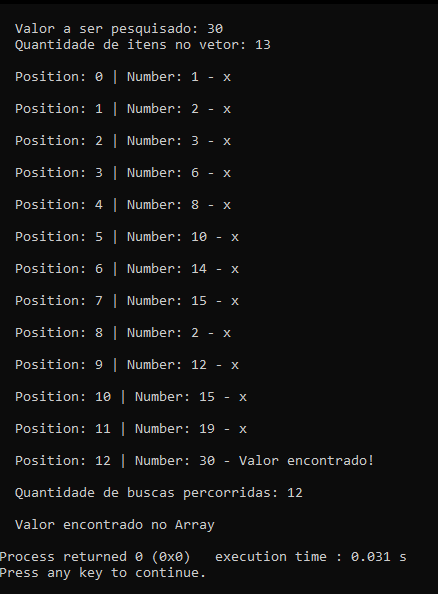 Valor a ser pesquisado: 30
Quantidade de itens no vetor: 13
Position: 0 | Number: 1 - x
Position: 1 | Number: 2 - x
Position: 2 | Number: 3 - x
Position: 3 | Number: 6 - x
Position: 4 | Number: 8 - x
Position: 5 | Number: 10 - x
Position: 6 | Number: 14 - x
Position: 7 | Number: 15 - x
Position: 8 | Number: 2 - x
Position: 9 | Number: 12 - x
Position: 10 | Number: 15 - x
Position: 11 | Number: 19 - x
Position: 12 | Number: 30 - Valor encontrado!
Quantidade de buscas percorridas: 12
Valor encontrado no Array
Process returned 0 (0x0)   execution time : 0.031 s
Press any key to continue.